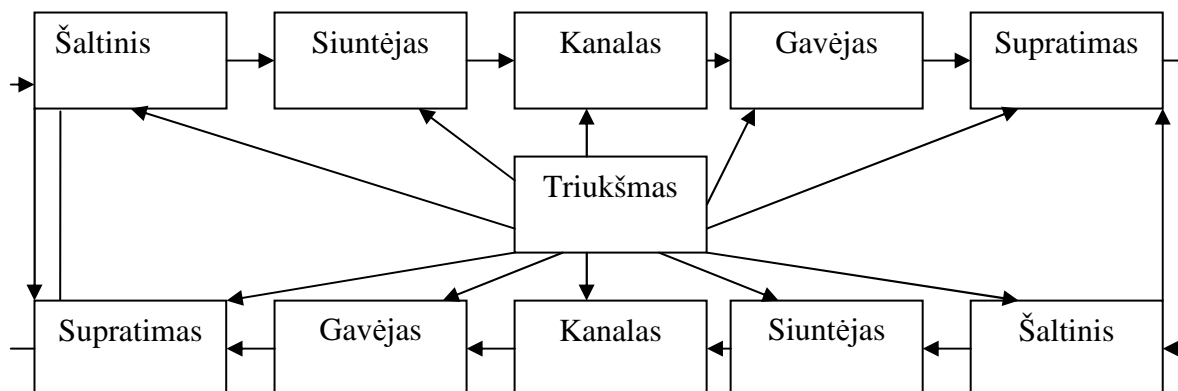 Šaltinis
Siuntėjas
Kanalas
Gavėjas
Supratimas
Triukšmas
Supratimas
Gavėjas
Kanalas
Siuntėjas
Šaltinis